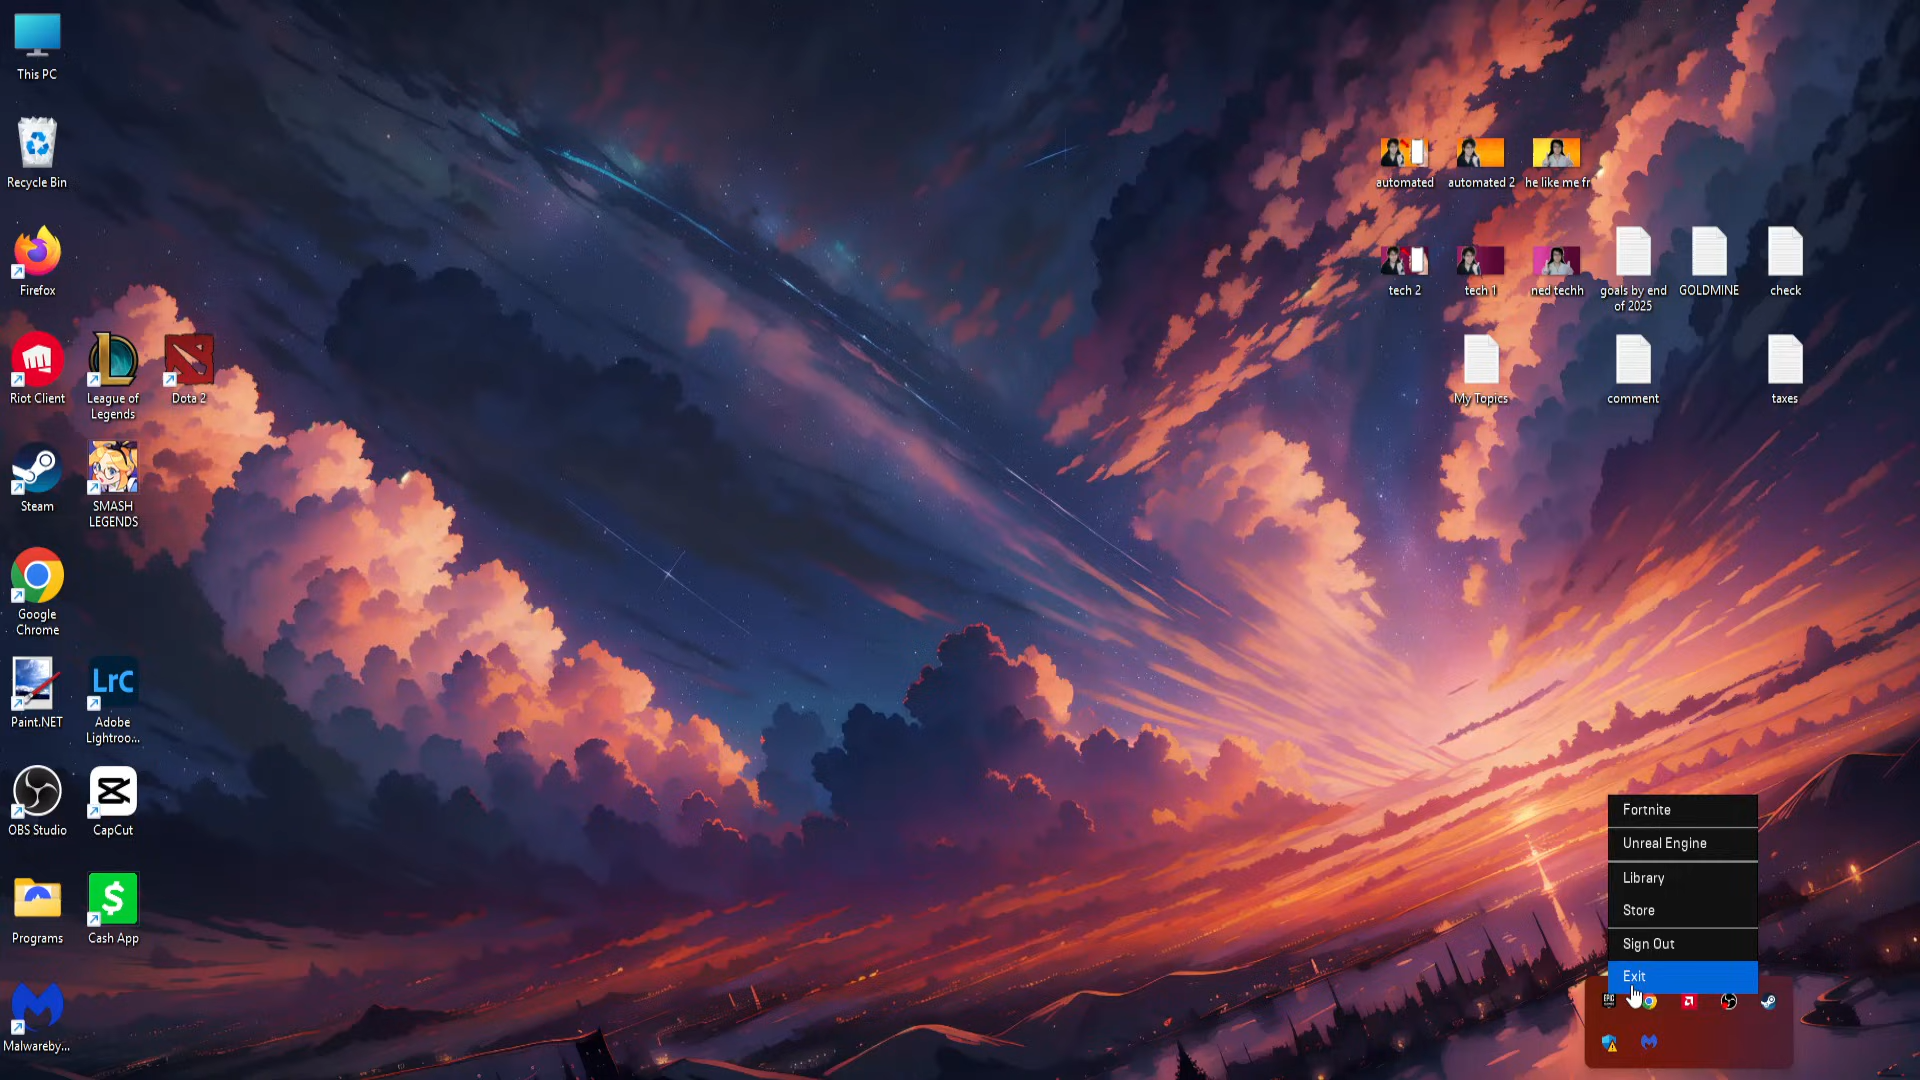 This PC
Recycle Bin
Firefox
Riot Client
League of
Legends
Dota 2
Steam
SMASH
LEGENDS
Google
Chrome
Paint.NET
LrC
Adobe
Lightroo...
OBS Studio
CapCut
Programs
Cash App
Malwareby...
automated
automated 2
he like me fr
tech 2
tech 1
ned techh
goals by end
of 2025
GOLDMINE
check
My Topics
comment
taxes
Fortnite
Unreal Engine
Library
Store
Sign Out
Exit
EPIC